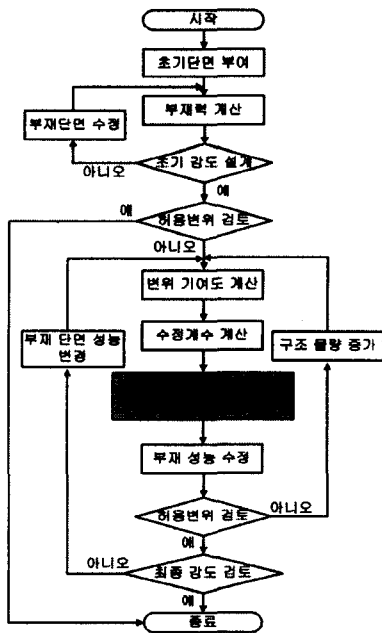 시작
초기단면 부여
부재력 계산
부재단면 수정
초기 강도 설계
아니오
예
예
허용변위 검토
아니오
변위 기여도 계산
수정계수 계산
부재 단면 성능
변경
구조 물량 증가
부재 성능 수정
허용변위 검토
아니오
예
아니오
최종 강도 검토
예
종료